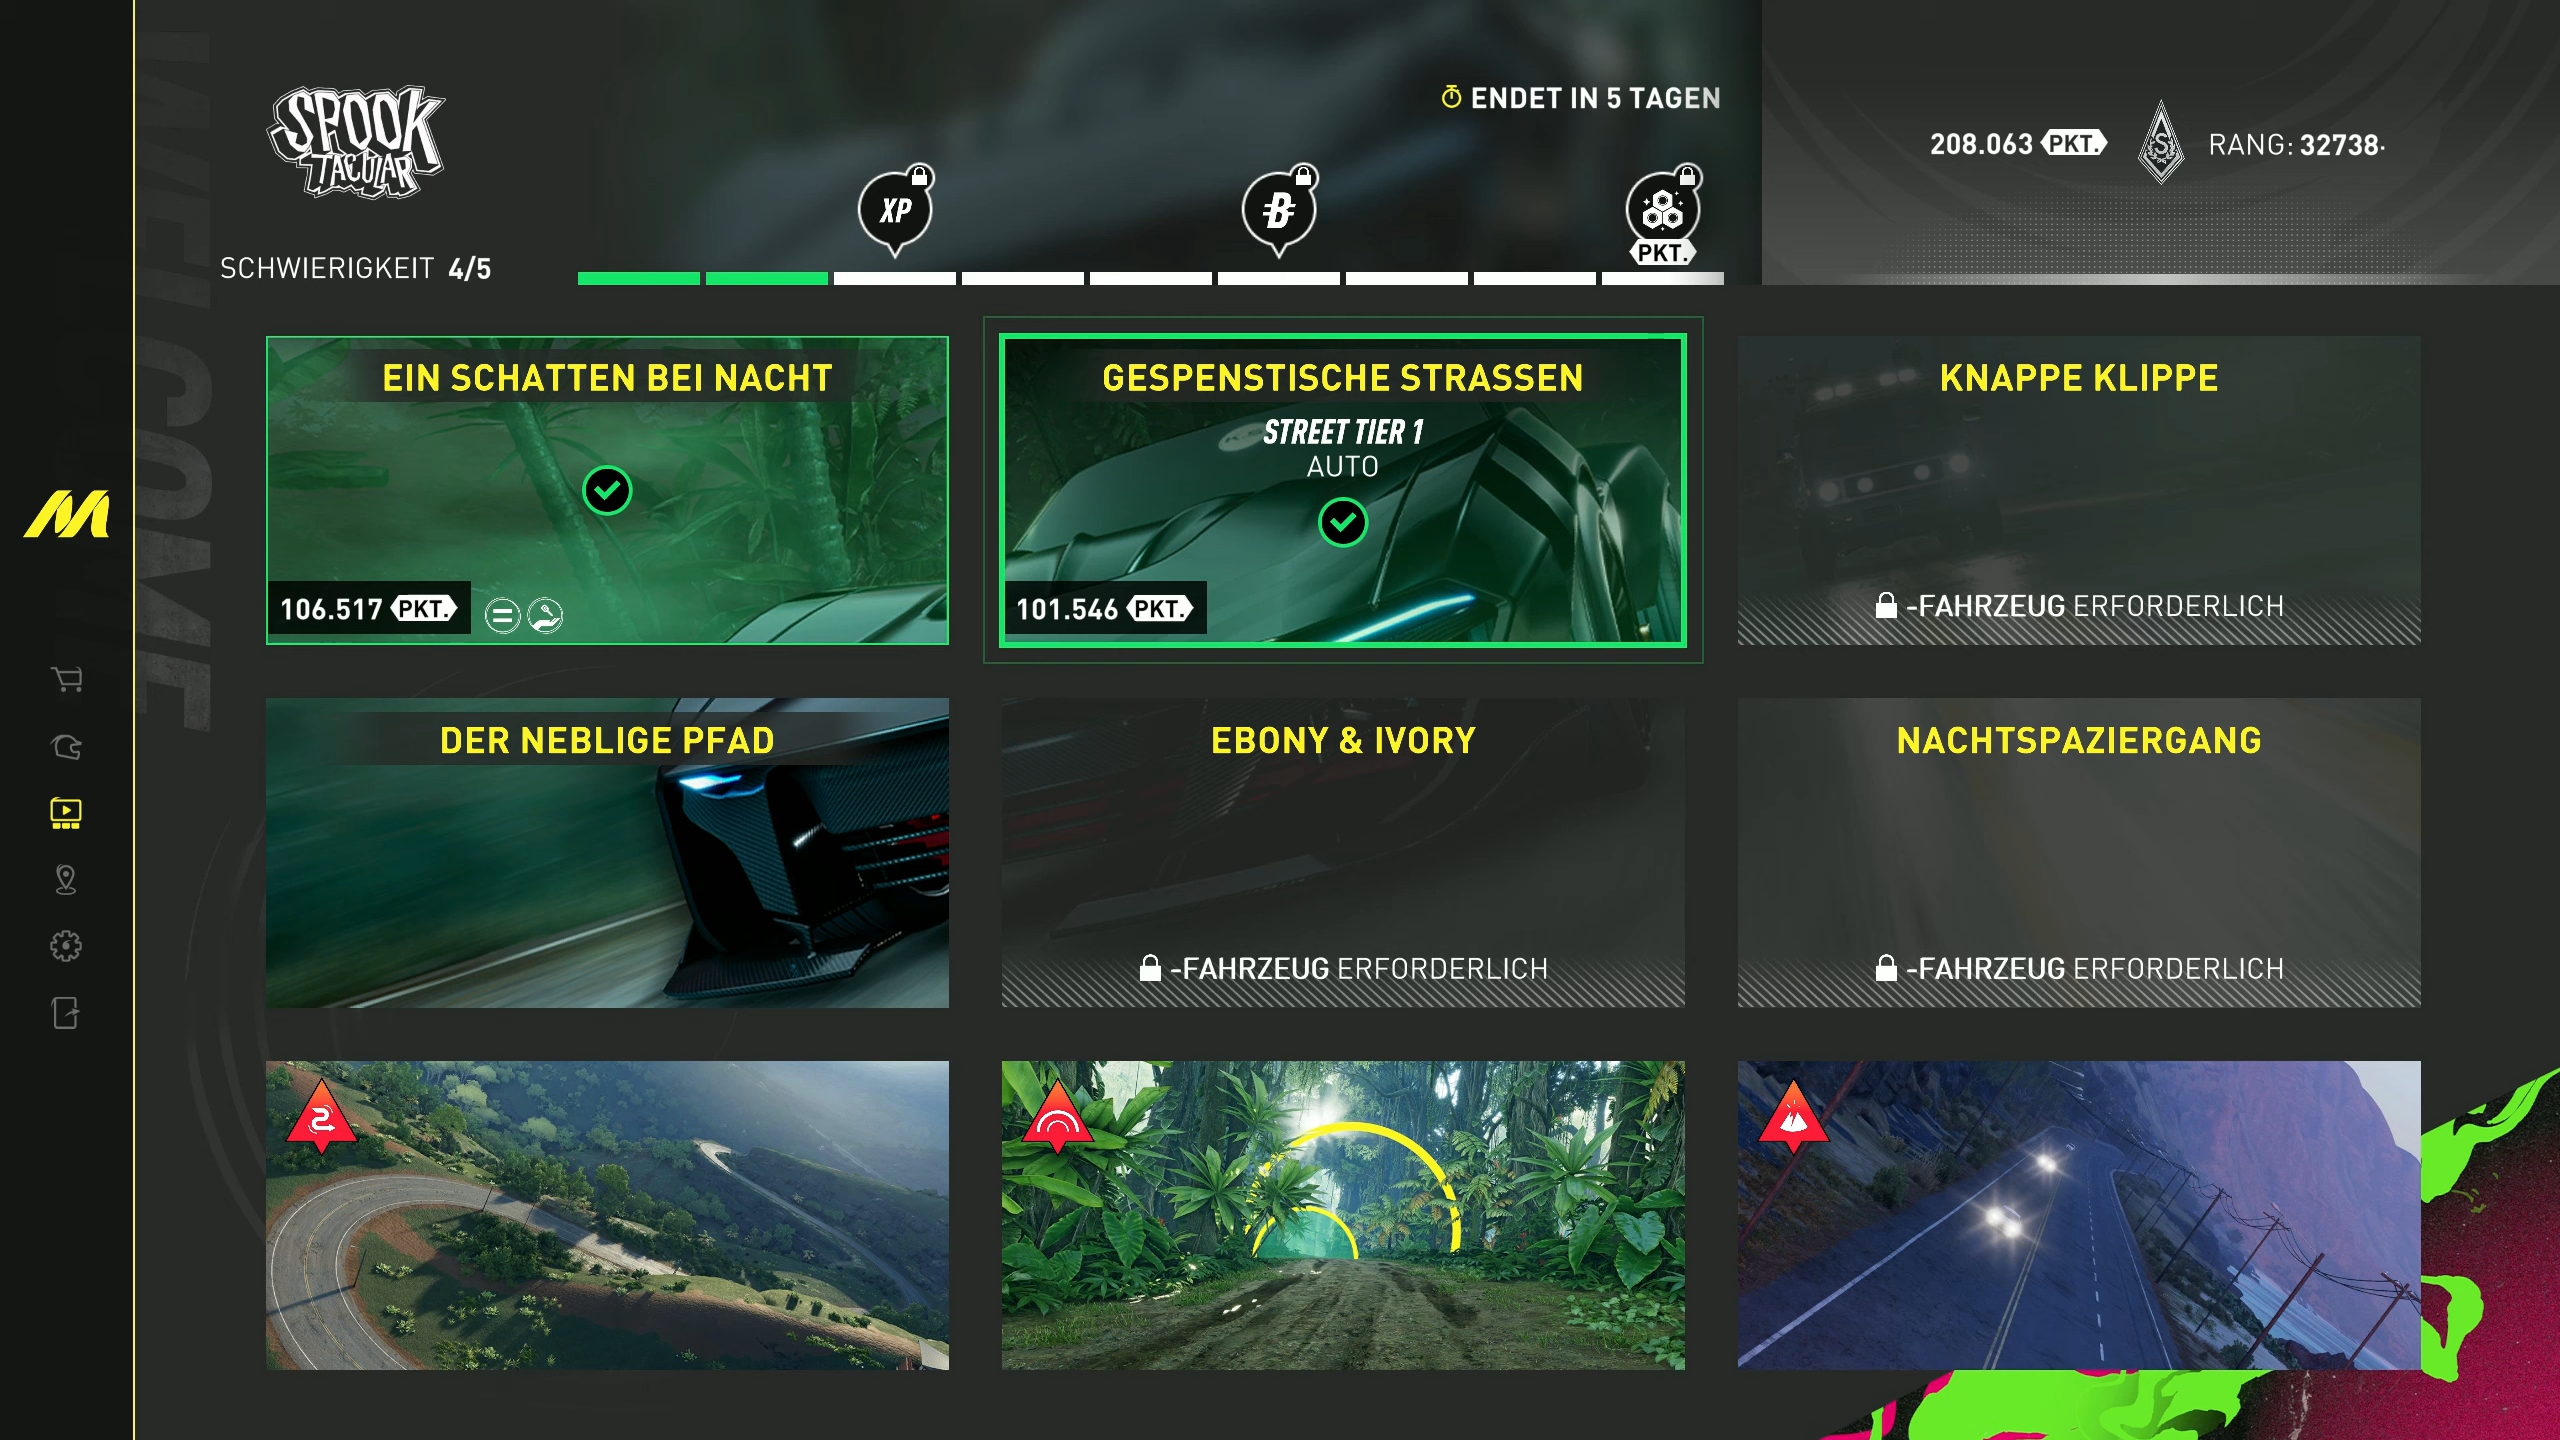 WELCOME
SPOOK
TACULAR
ENDET IN 5 TAGEN
208.063 PKT.
S
RANG: 32738.
XP
PKT.
SCHWIERIGKEIT 4/5
EIN SCHATTEN BEI NACHT
106.517 PKT.
GESPENSTISCHE STRASSEN
STREET TIER 1
AUTO
101.546 PKT.
KNAPPE KLIPPE
-FAHRZEUG ERFORDERLICH
DER NEBLIGE PFAD
EBONY & IVORY
-FAHRZEUG ERFORDERLICH
NACHTSPAZIERGANG
-FAHRZEUG ERFORDERLICH